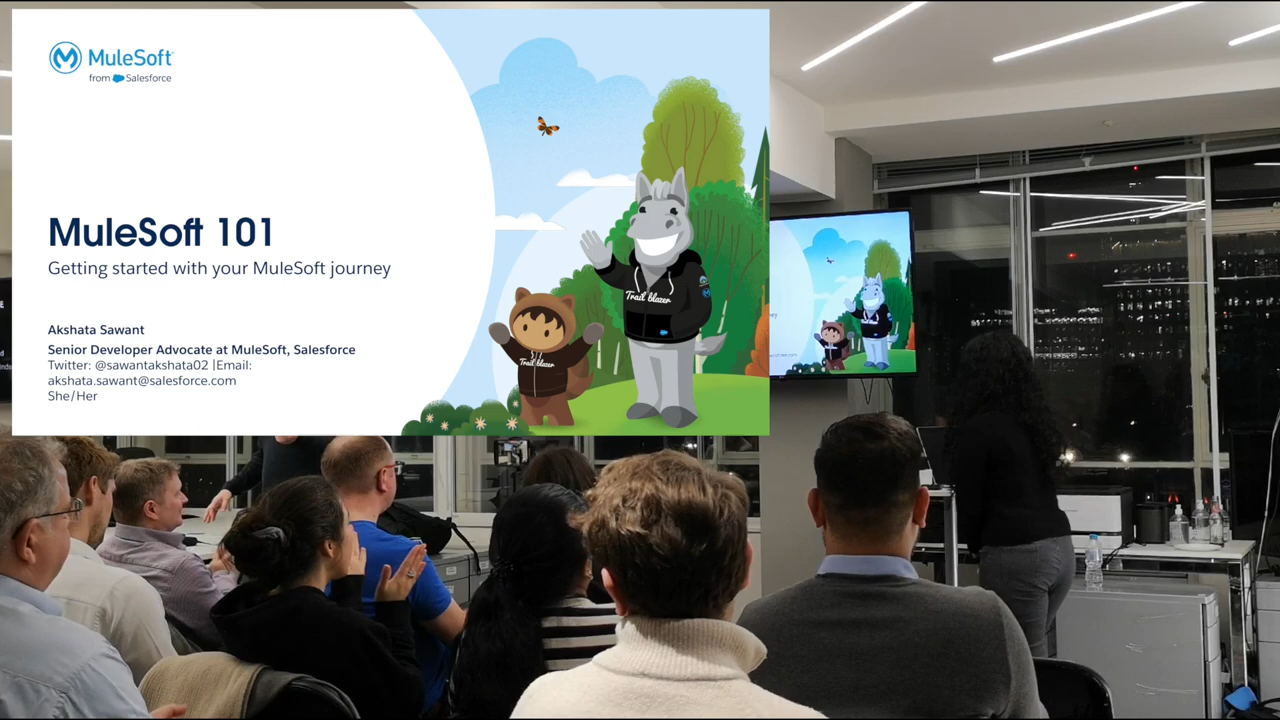 MuleSoft
from Salesforce
MuleSoft 101
Getting started with your MuleSoft journey
Akshata Sawant
Senior Developer Advocate at MuleSoft, Salesforce
Twitter: @sawantakshata02 |Email:
akshata.sawant@salesforce.com
She/Her
Trail blazer
Trail blazer